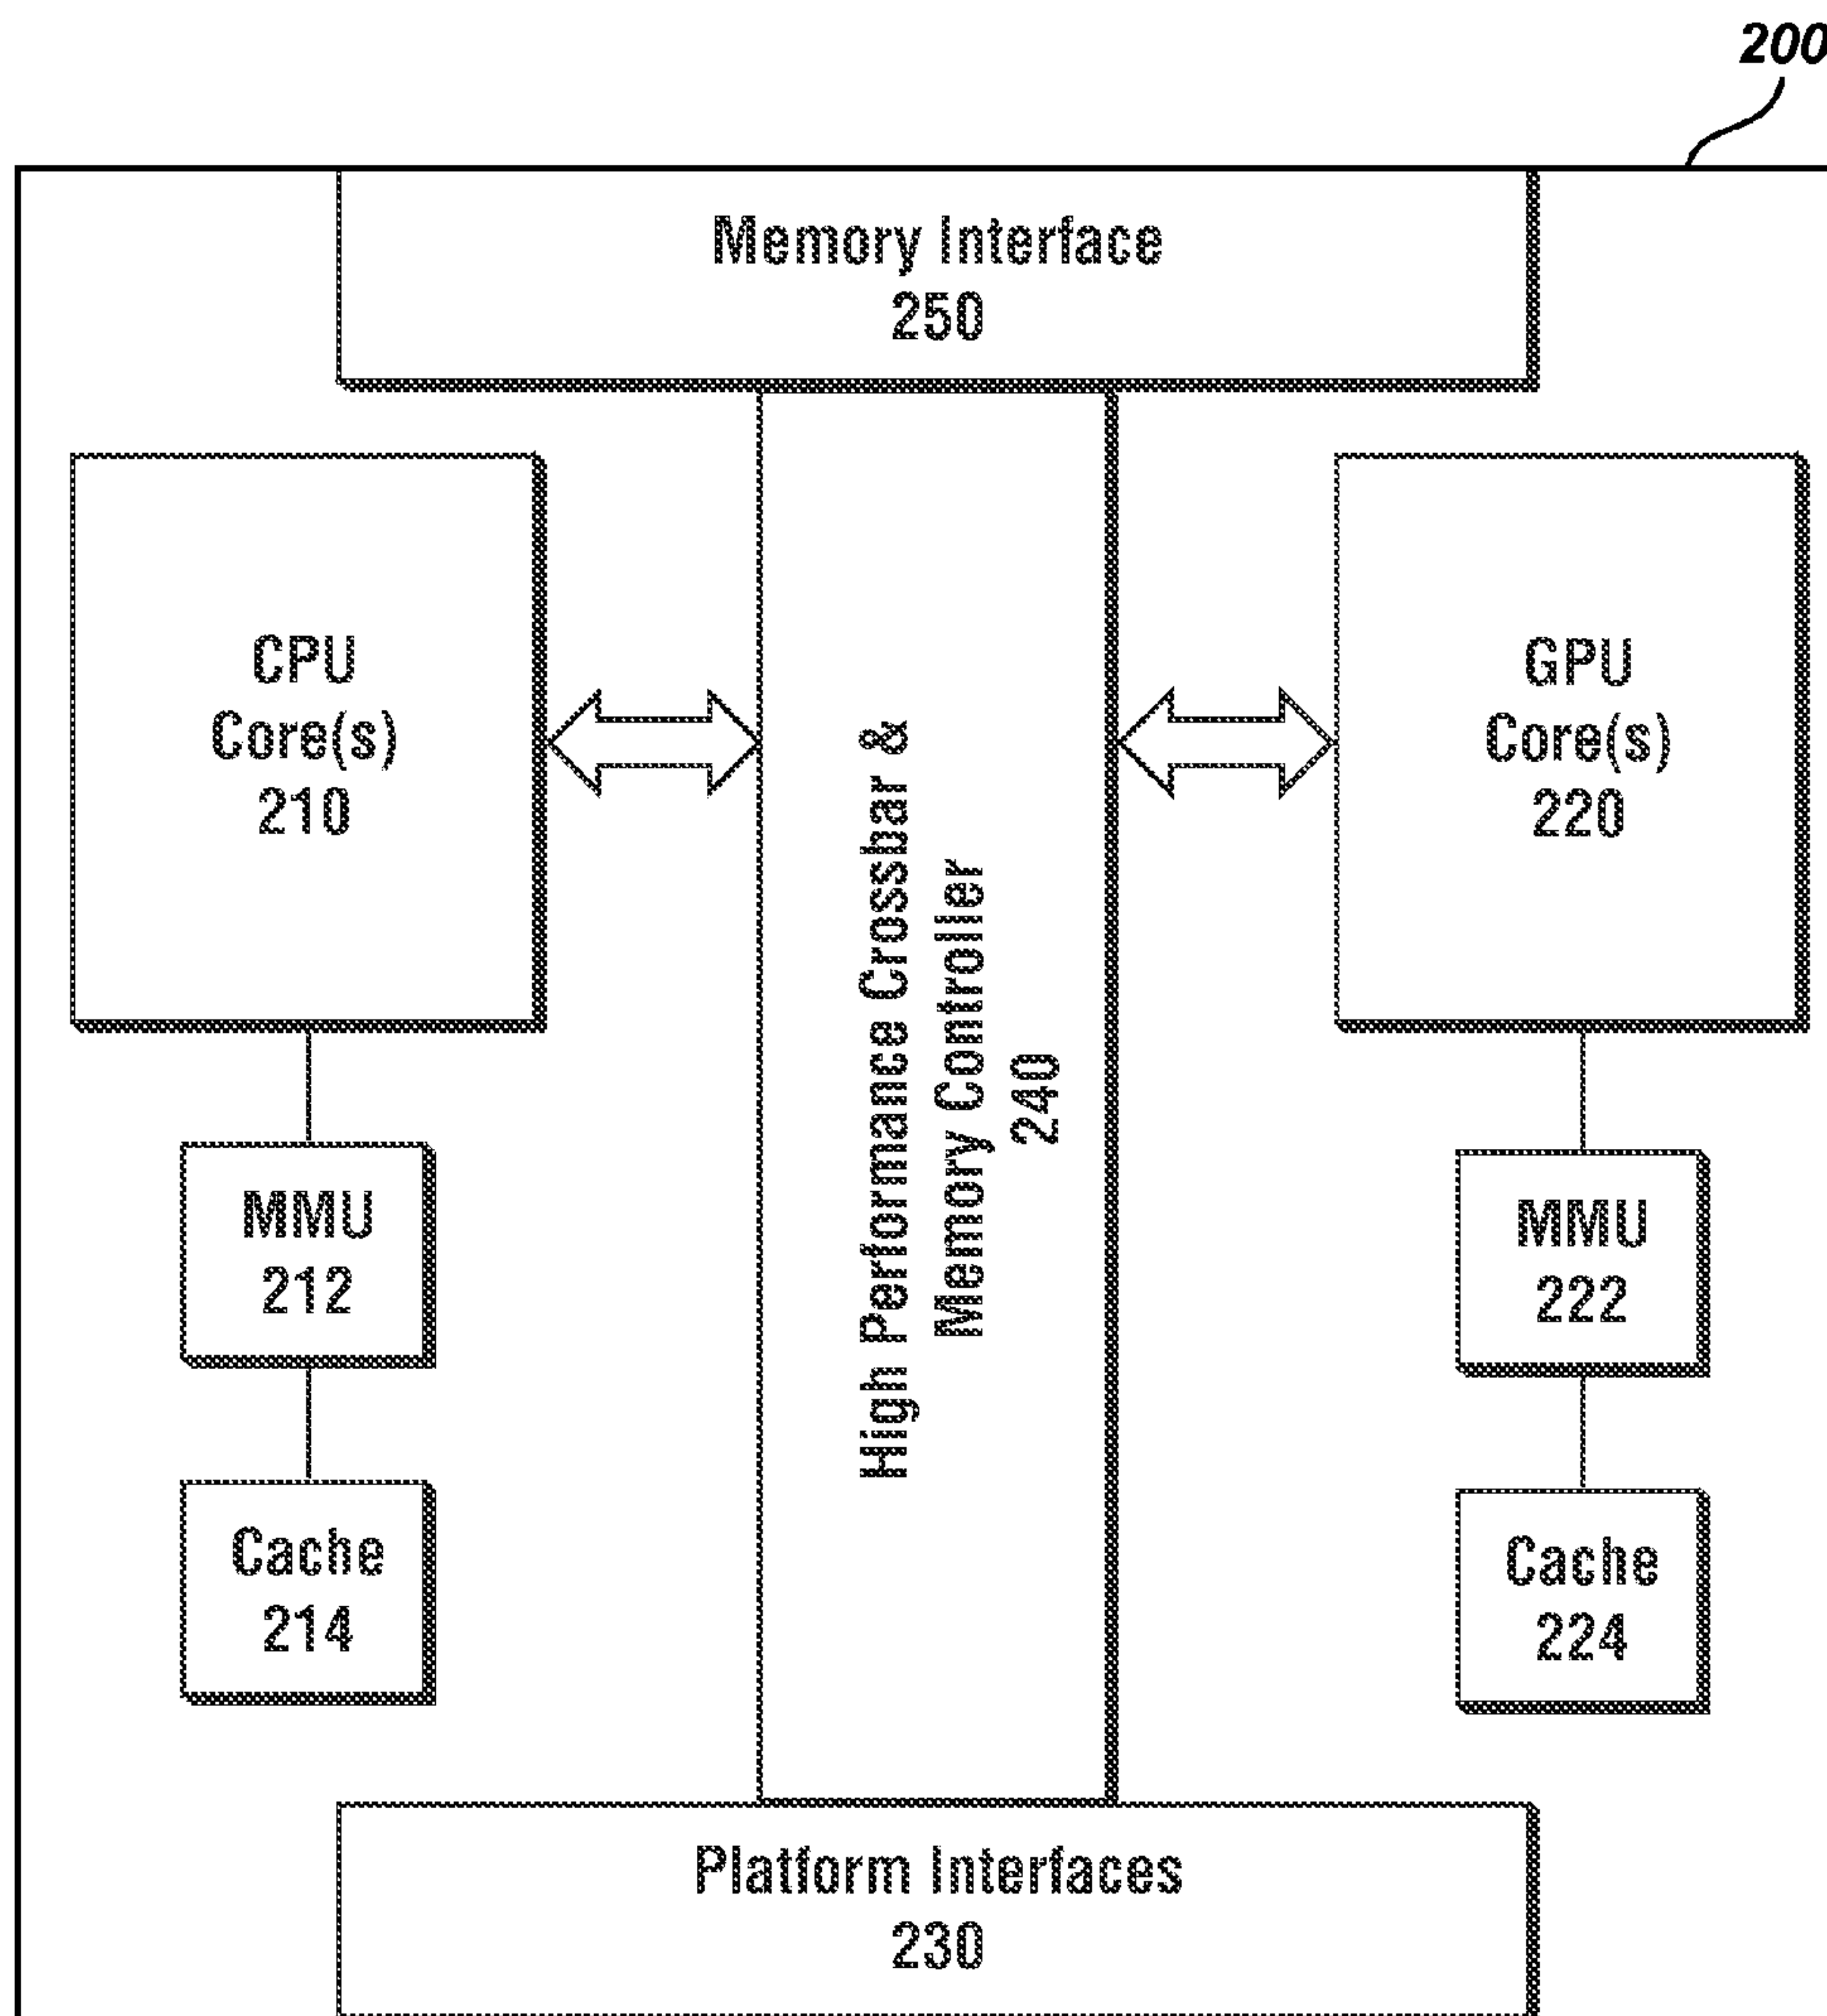 200
Memory Interface
250
CPU
Core(s)
210
High Performance Crossbar &
Memory Controller
240
GPU
Core(s)
220
MMU
212
MMU
222
Cache
214
Cache
224
Platform Interfaces
230